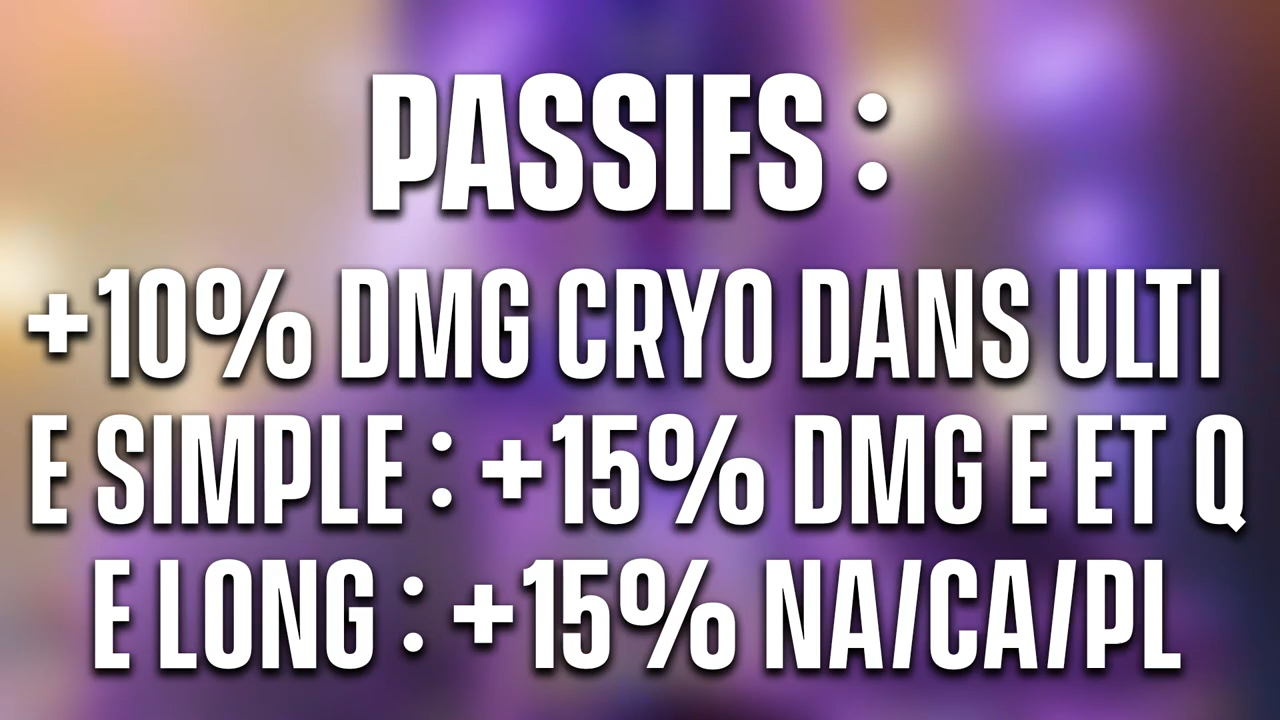 PASSIFS :
+10% DMG CRYO DANS ULTI
E SIMPLE : +15% DMG E ET Q
E LONG : +15% NA/CA/PL